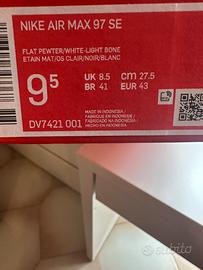 NIKE AIR MAX 97 SE
FLAT PEWTER/WHITE-LIGHT BONE
ETAIN MAT/OS CLAIR/NOIR/BLANC
9.5
UK 8.5 CM 27.5
BR 41 EUR 43
MADE IN INDONESIA /
FABRIQUE EN INDONESIE /
FABRICADO EN INDONESIA /
DV7421 001
subito